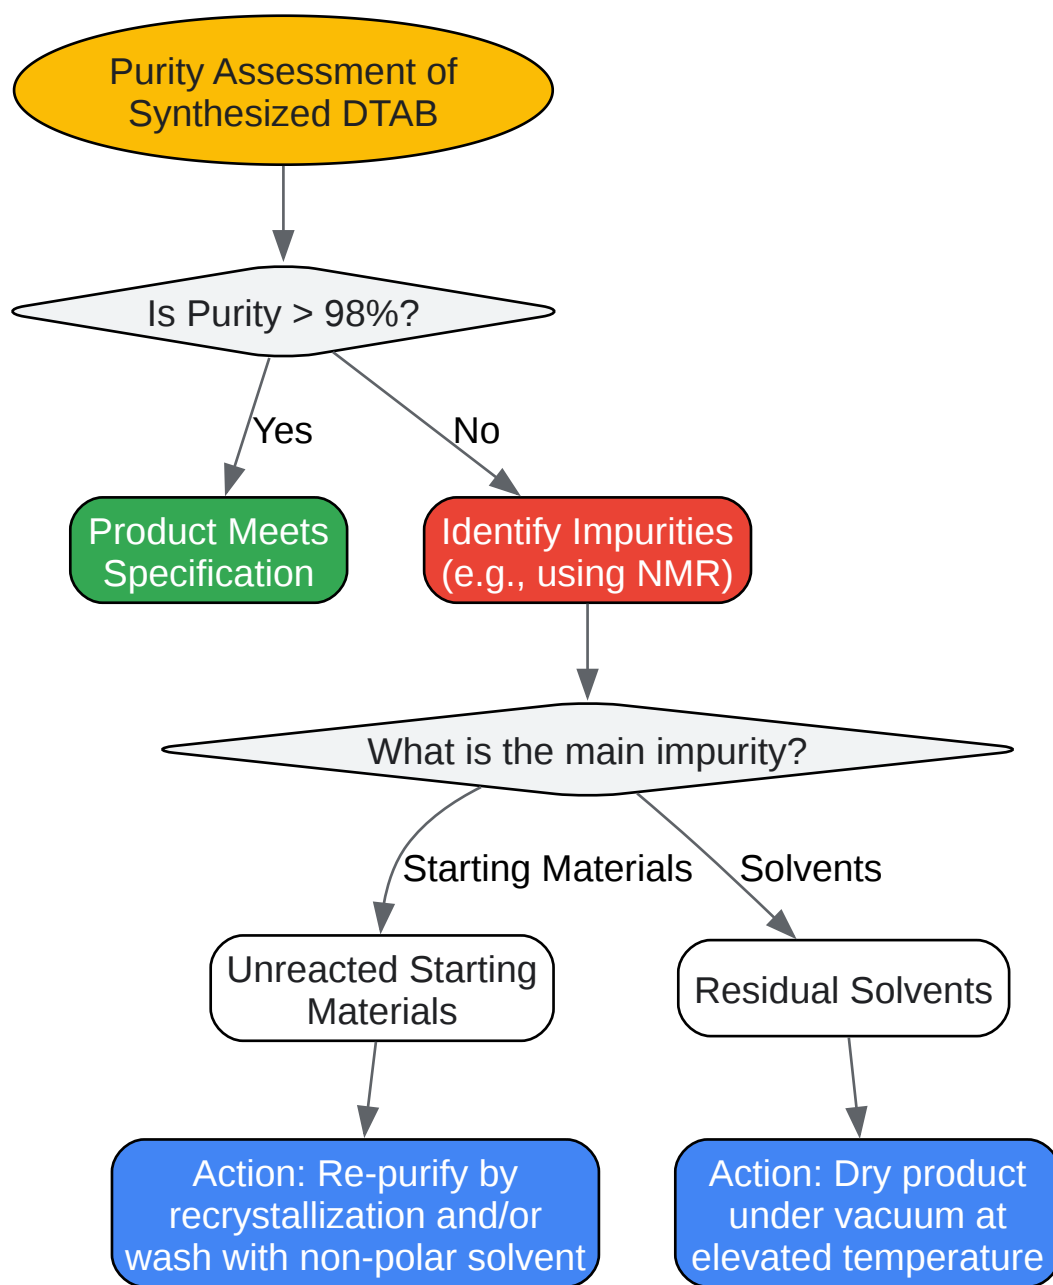 Purity Assessment of
Synthesized DTAB
Is Purity > 98%?
Yes
No
Product Meets
Specification
Identify Impurities
(e.g., using NMR)
What is the main impurity?
Starting Materials
Solvents
Unreacted Starting
Materials
Residual Solvents
Action: Re-purify by
recrystallization and/or
wash with non-polar solvent
Action: Dry product
under vacuum at
elevated temperature